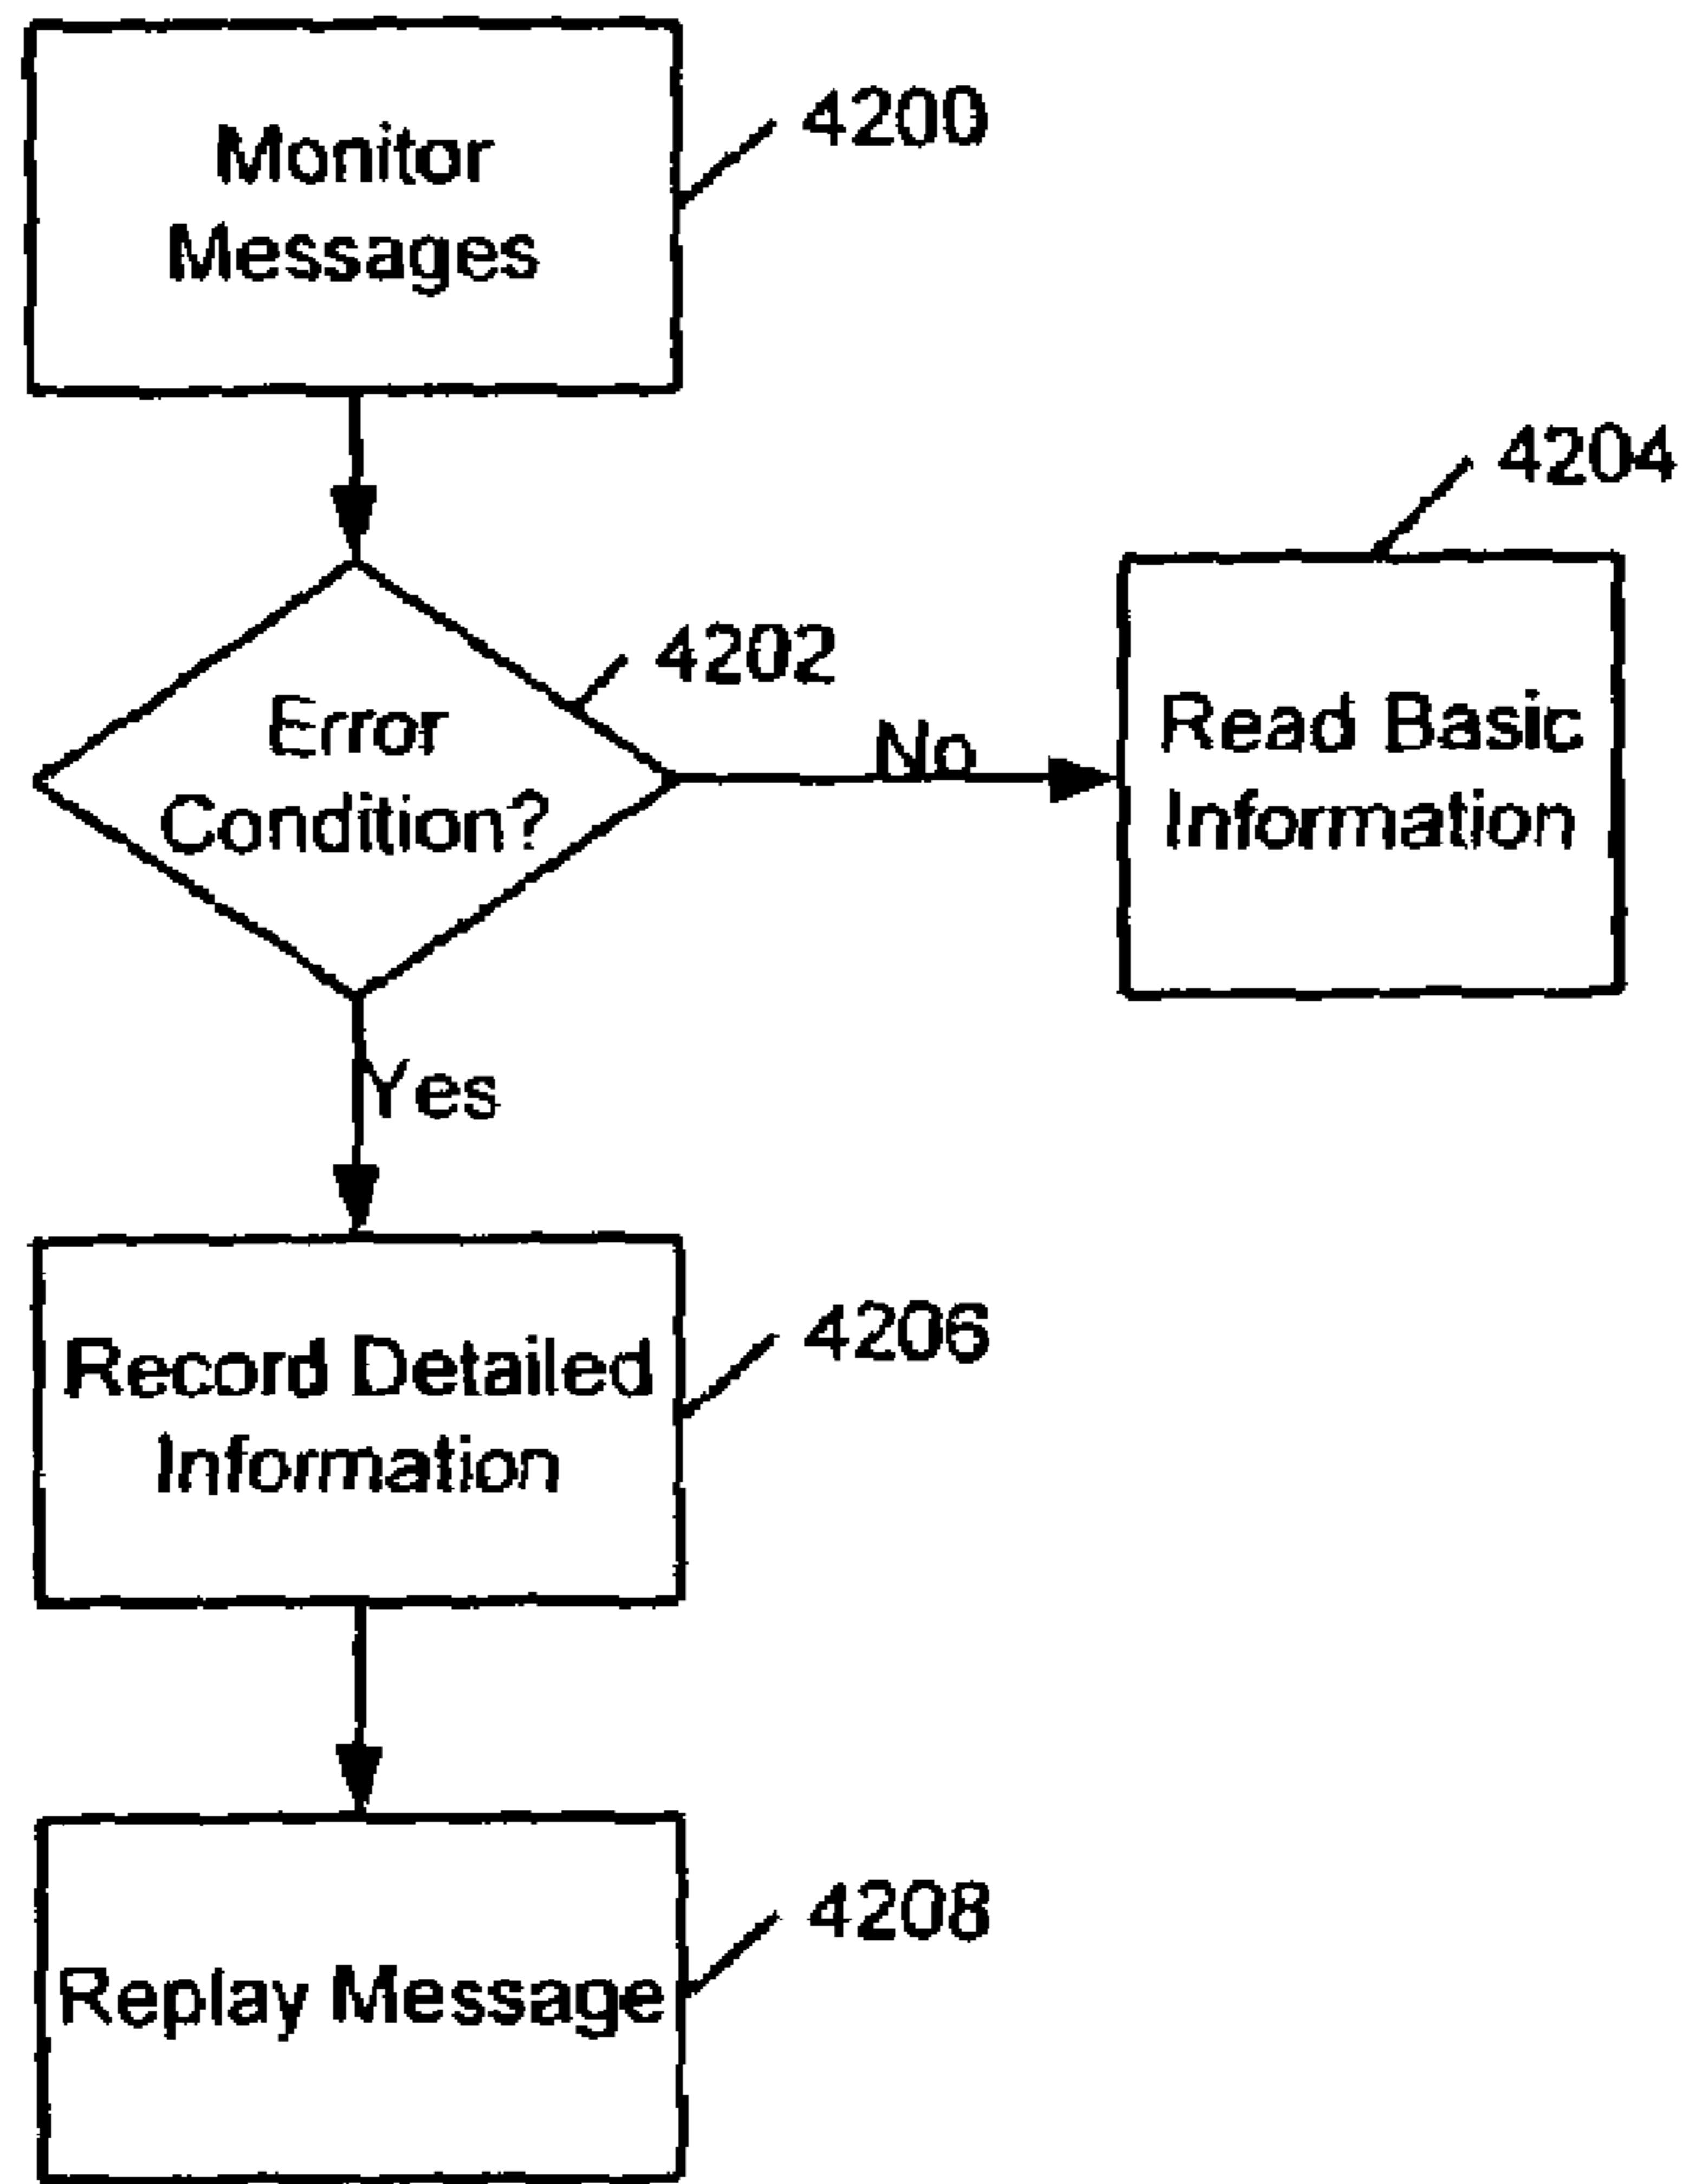 Monitor
Messages
4200
Error
Condition?
4202
No
4204
Read Basic
Information
Yes
Record Detailed
Information
4206
Replay Message
4208